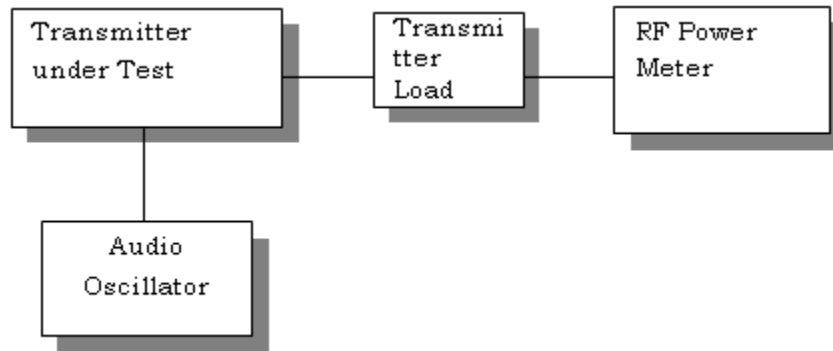 Transmitter
under Test
Transmi
tter
Load
RF Power
Meter
Audio
Oscillator